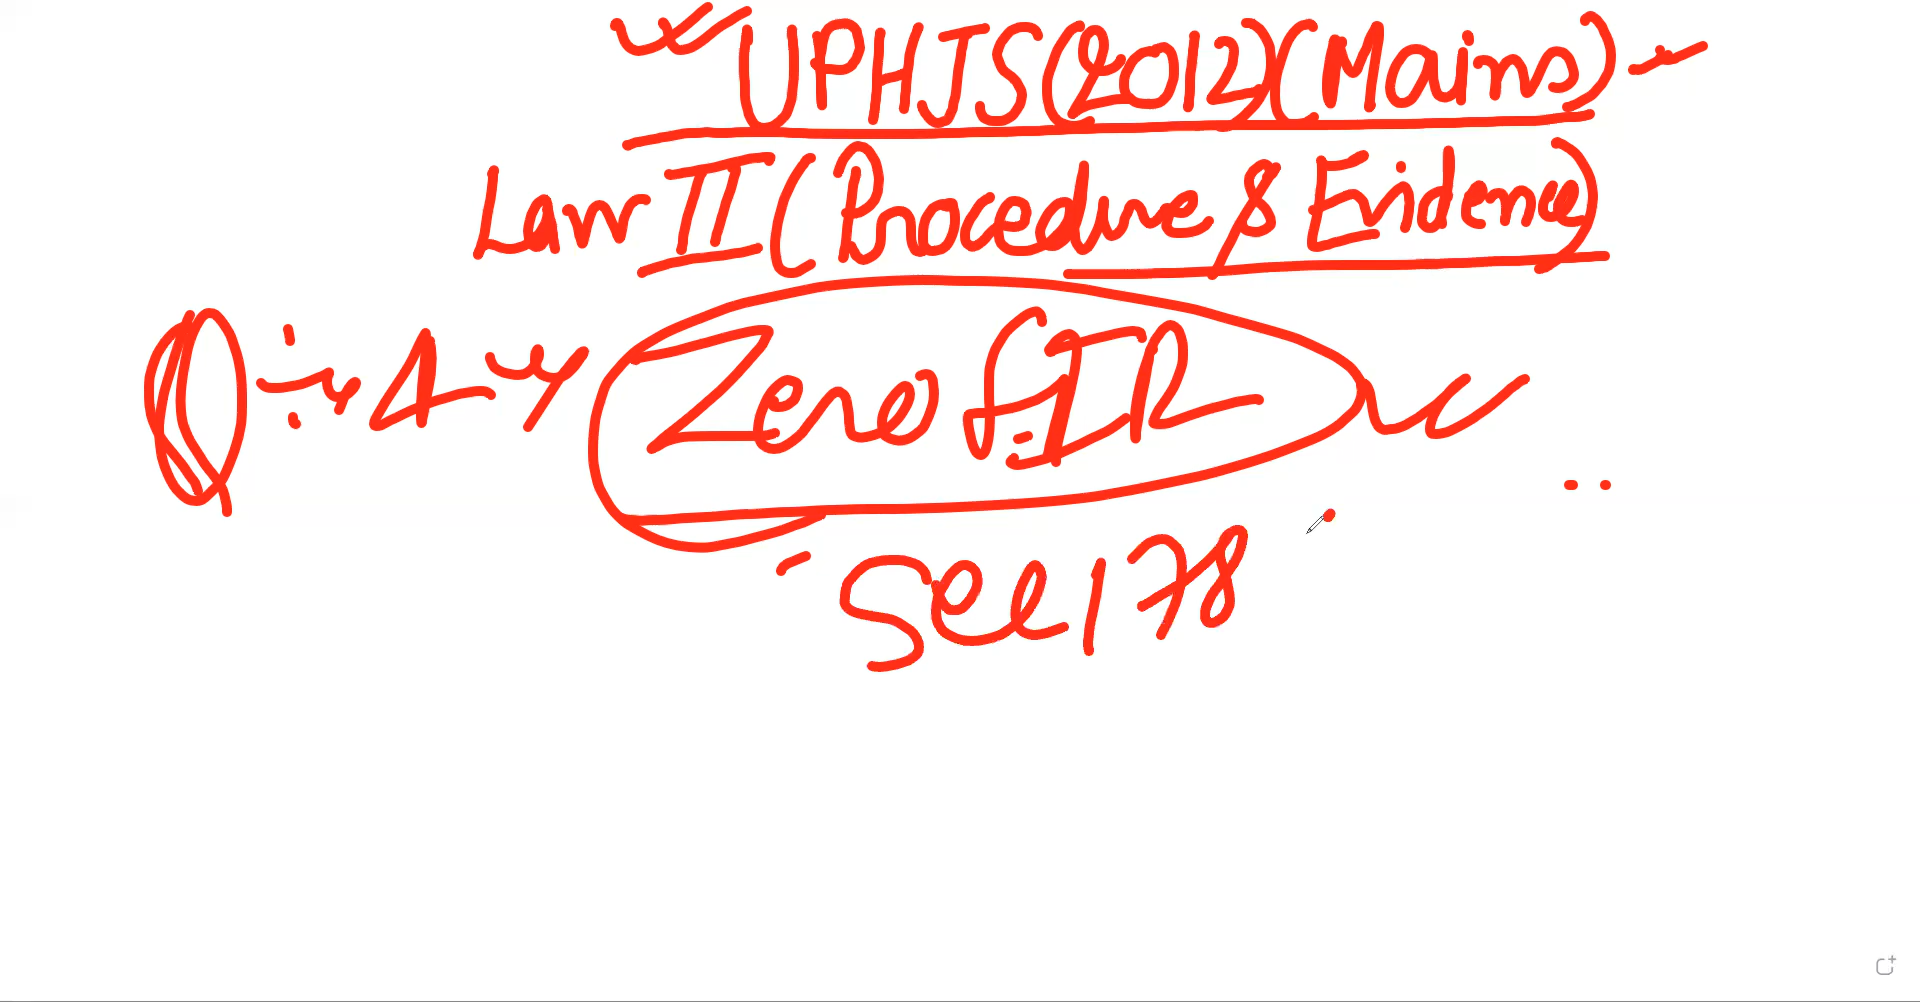 UPHJS(2012)(Mains)
Law II (Procedure & Evidence)
Q:- 4- Zero FIR
Sec 178